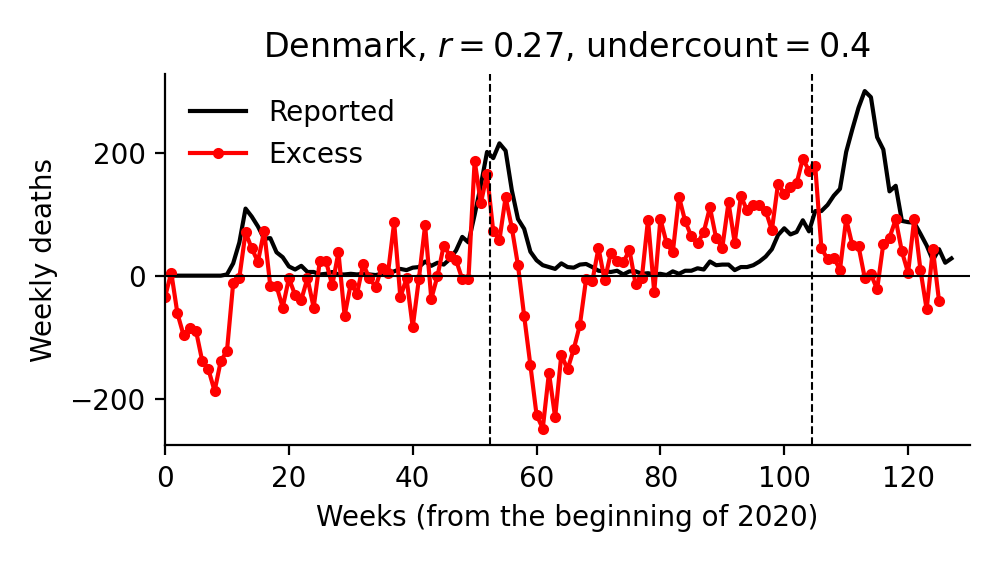 Denmark, r = 0.27, undercount = 0.4
Reported
Excess
Weekly deaths
200
0
−200
0 20 40 60 80 100 120
Weeks (from the beginning of 2020)